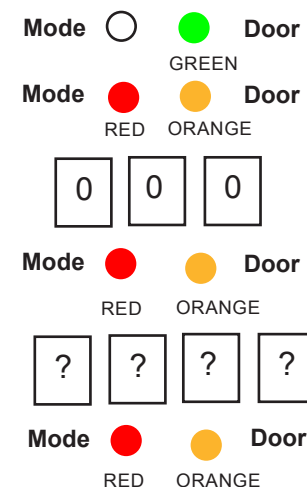 Mode Door
GREEN
Mode Door
RED ORANGE
0 0 0
Mode Door
RED ORANGE
? ? ? ?
Mode Door
RED ORANGE